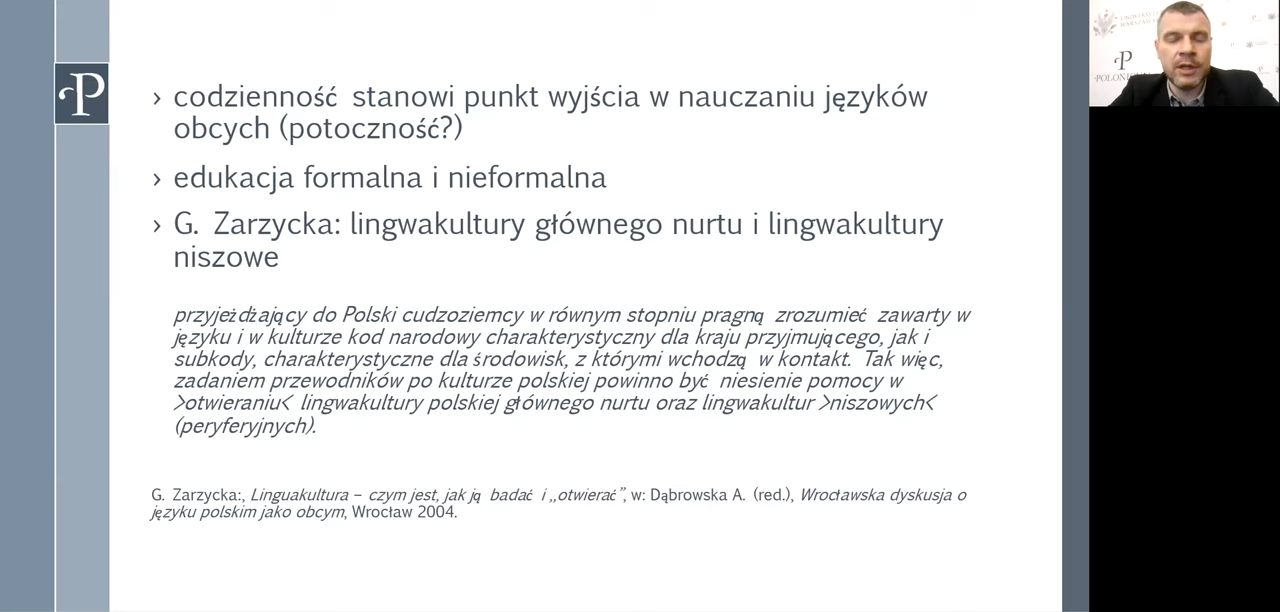 P
› codzienność stanowi punkt wyjścia w nauczaniu języków
obcych (potoczność?)
› edukacja formalna i nieformalna
› G. Zarzycka: lingwakultury głównego nurtu i lingwakultury
niszowe
przyjeżdżający do Polski cudzoziemcy w równym stopniu pragną zrozumieć zawarty w
języku i w kulturze kod narodowy charakterystyczny dla kraju przyjmującego, jak i
subkody, charakterystyczne dla środowisk, z którymi wchodzą w kontakt. Tak więc,
zadaniem przewodników po kulturze polskiej powinno być niesienie pomocy w
>otwieraniu< lingwakultury polskiej głównego nurtu oraz lingwakultur >niszowych<
(peryferyjnych).
G. Zarzycka:, Linguakultura – czym jest, jak ją badać i „otwierać”, w: Dąbrowska A. (red.), Wrocławska dyskusja o
języku polskim jako obcym, Wrocław 2004.
P